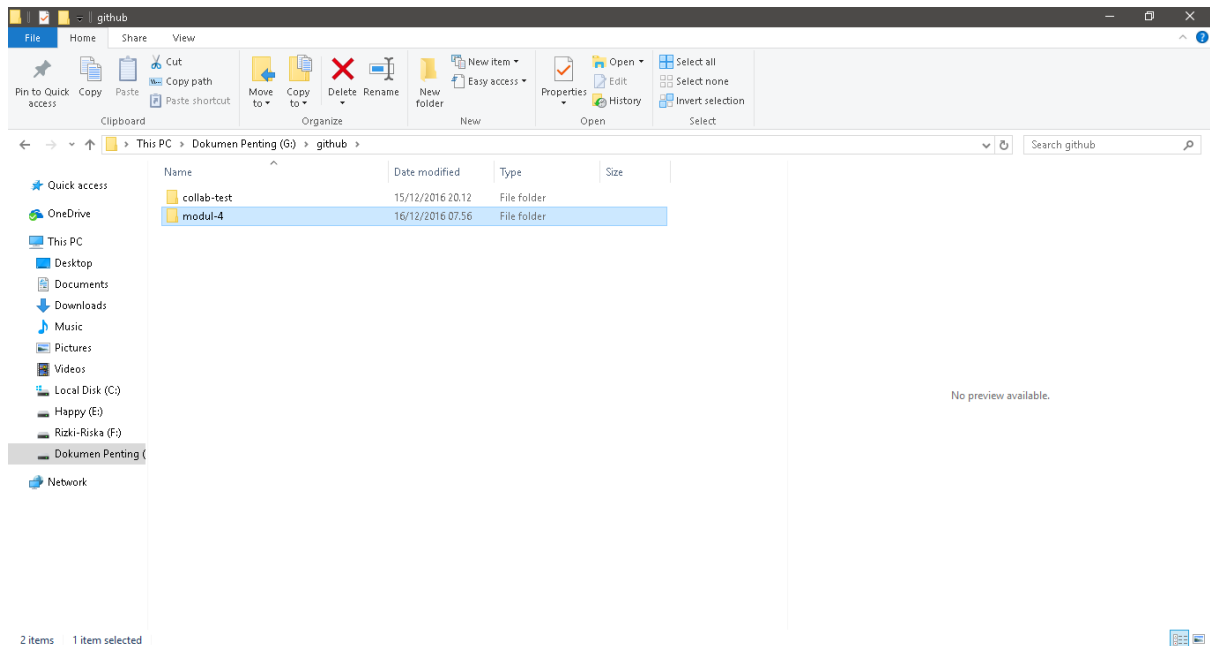 github
File Home Share View
Pin to Quick access
Copy
Paste
Cut
Copy path
Paste shortcut
Clipboard
Move to
Copy to
Delete
Rename
Organize
New folder
New item
Easy access
New
Properties
Open
Edit
History
Open
Select all
Select none
Invert selection
Select
This PC > Dokumen Penting (G:) > github >
Search github
Name Date modified Type Size
collab-test 15/12/2016 20.12 File folder
modul-4 16/12/2016 07.56 File folder
Quick access
OneDrive
This PC
Desktop
Documents
Downloads
Music
Pictures
Videos
Local Disk (C:)
Happy (E:)
Rizki-Riska (F:)
Dokumen Penting (
Network
No preview available.
2 items 1 item selected